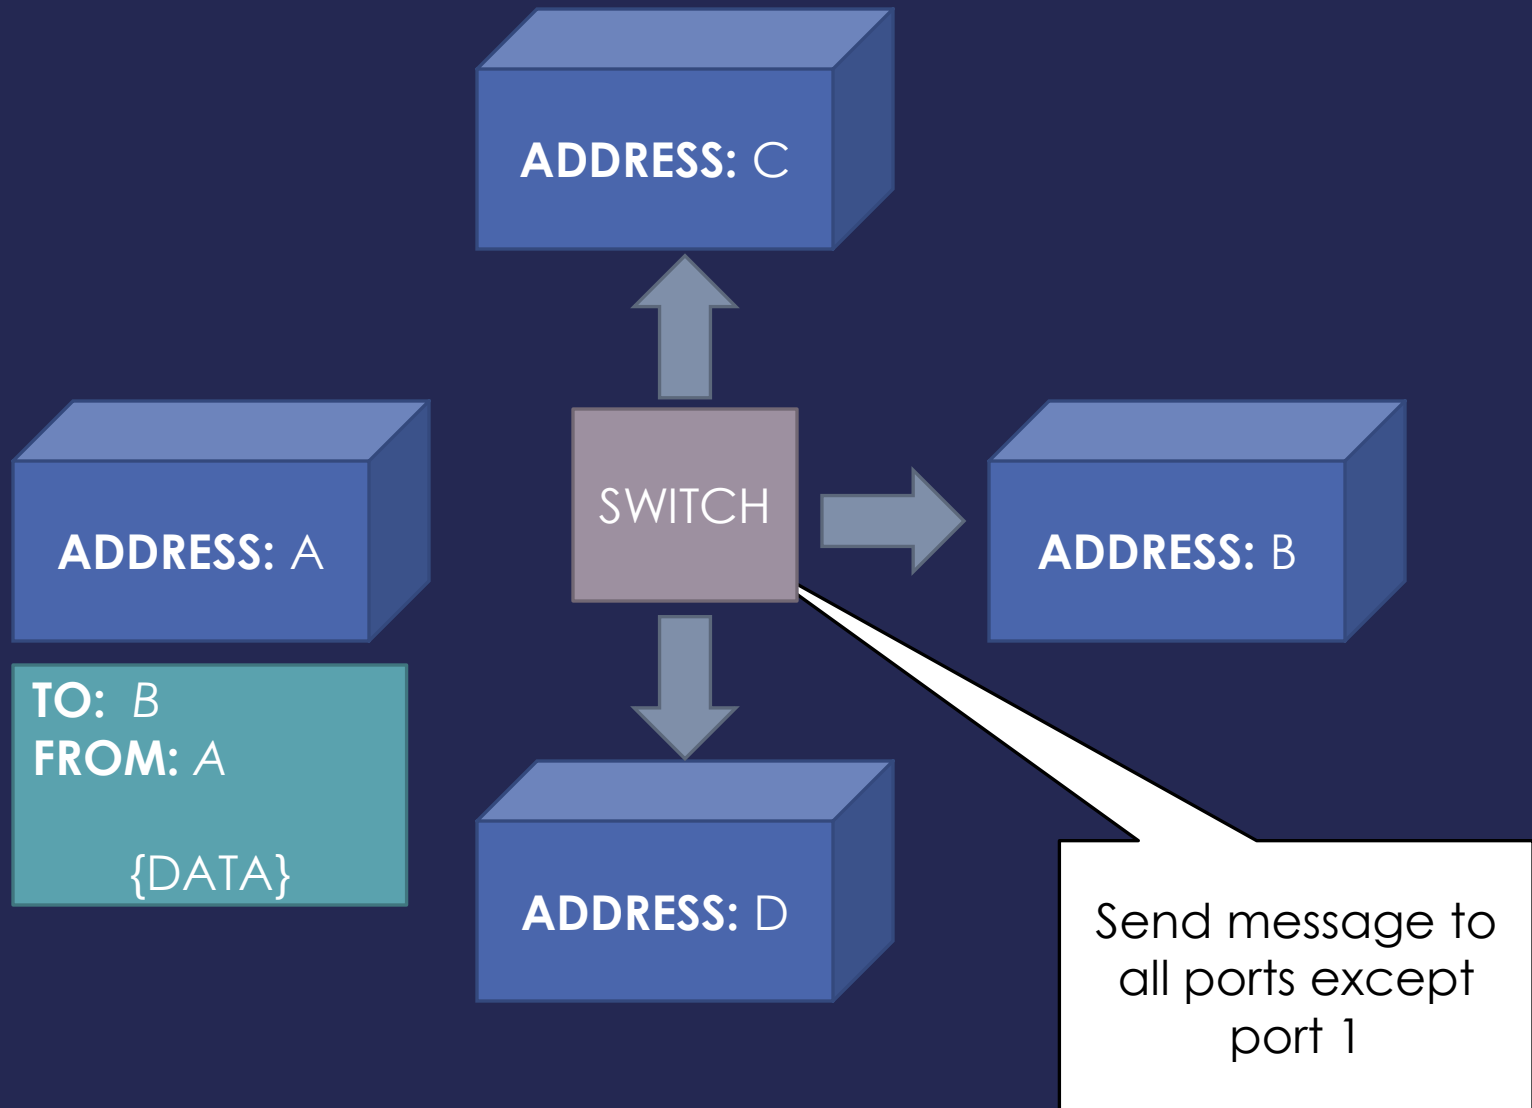 ADDRESS: C
ADDRESS: A
SWITCH
ADDRESS: B
TO: B
FROM: A
{DATA}
ADDRESS: D
Send message to
all ports except
port 1